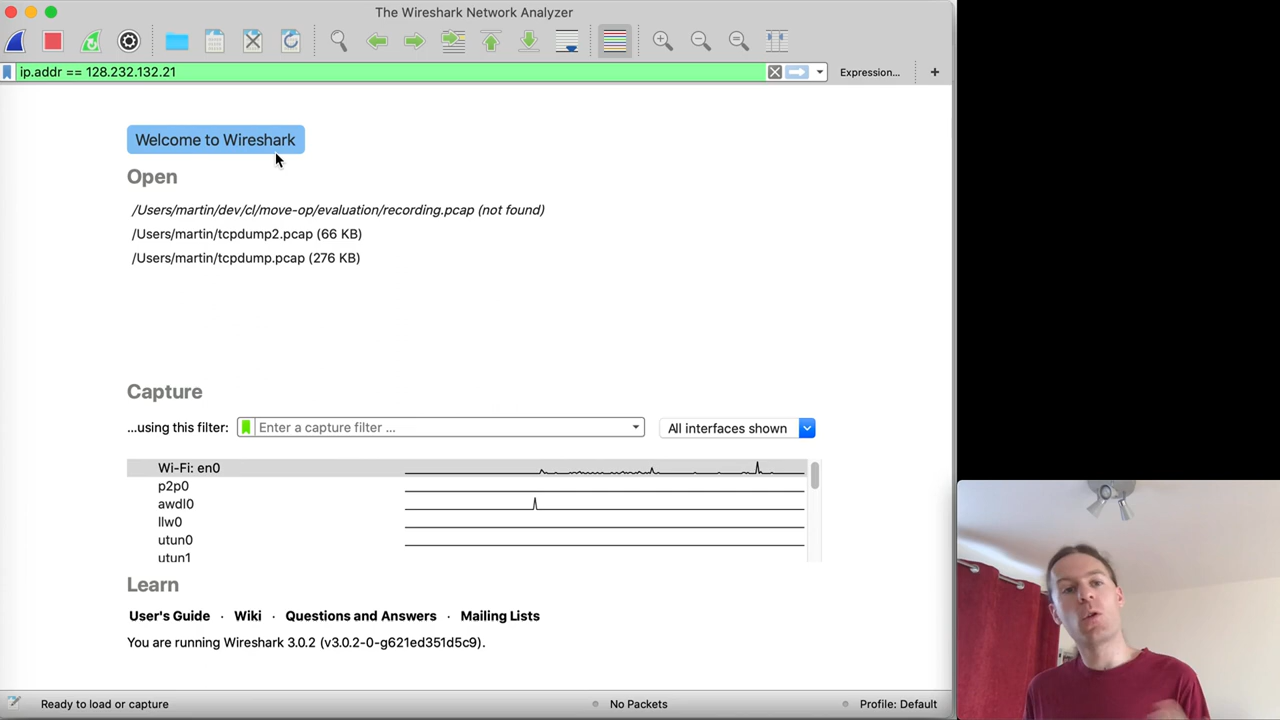 The Wireshark Network Analyzer
ip.addr == 128.232.132.21
Expression...
+
Welcome to Wireshark
Open
/Users/martin/dev/cl/move-op/evaluation/recording.pcap (not found)
/Users/martin/tcpdump2.pcap (66 KB)
/Users/martin/tcpdump.pcap (276 KB)
Capture
...using this filter:
Enter a capture filter ...
All interfaces shown
Wi-Fi: en0
p2p0
awdl0
llw0
utun0
utun1
Learn
User's Guide · Wiki · Questions and Answers · Mailing Lists
You are running Wireshark 3.0.2 (v3.0.2-0-g621ed351d5c9).
Ready to load or capture
No Packets
Profile: Default